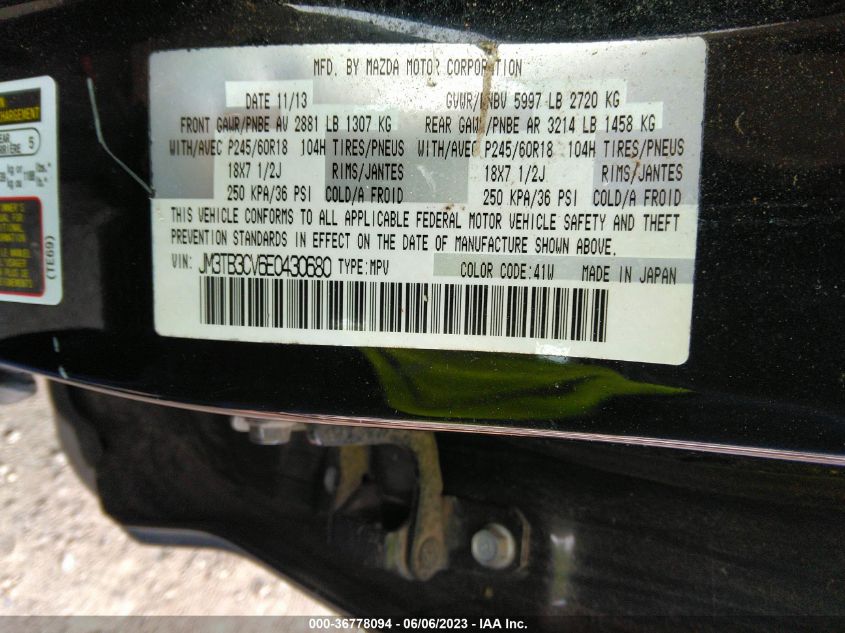 MFD. BY MAZDA MOTOR CORPORATION
DATE 11/13 GVWR/PNBV 5997 LB 2720 KG
FRONT GAWR/PNBE AV 2881 LB 1307 KG REAR GAWR/PNBE AR 3214 LB 1458 KG
WITH/AVEC P245/60R18 104H TIRES/PNEUS WITH/AVEC P245/60R18 104H TIRES/PNEUS
18X7 1/2J RIMS/JANTES 18X7 1/2J RIMS/JANTES
250 KPA/36 PSI COLD/A FROID 250 KPA/36 PSI COLD/A FROID
THIS VEHICLE CONFORMS TO ALL APPLICABLE FEDERAL MOTOR VEHICLE SAFETY AND THEFT
PREVENTION STANDARDS IN EFFECT ON THE DATE OF MANUFACTURE SHOWN ABOVE.
VIN: JM3TB3CV6E0430680 TYPE:MPV COLOR CODE:41W MADE IN JAPAN
5
(TE69)
000-36778094 - 06/06/2023 - IAA Inc.